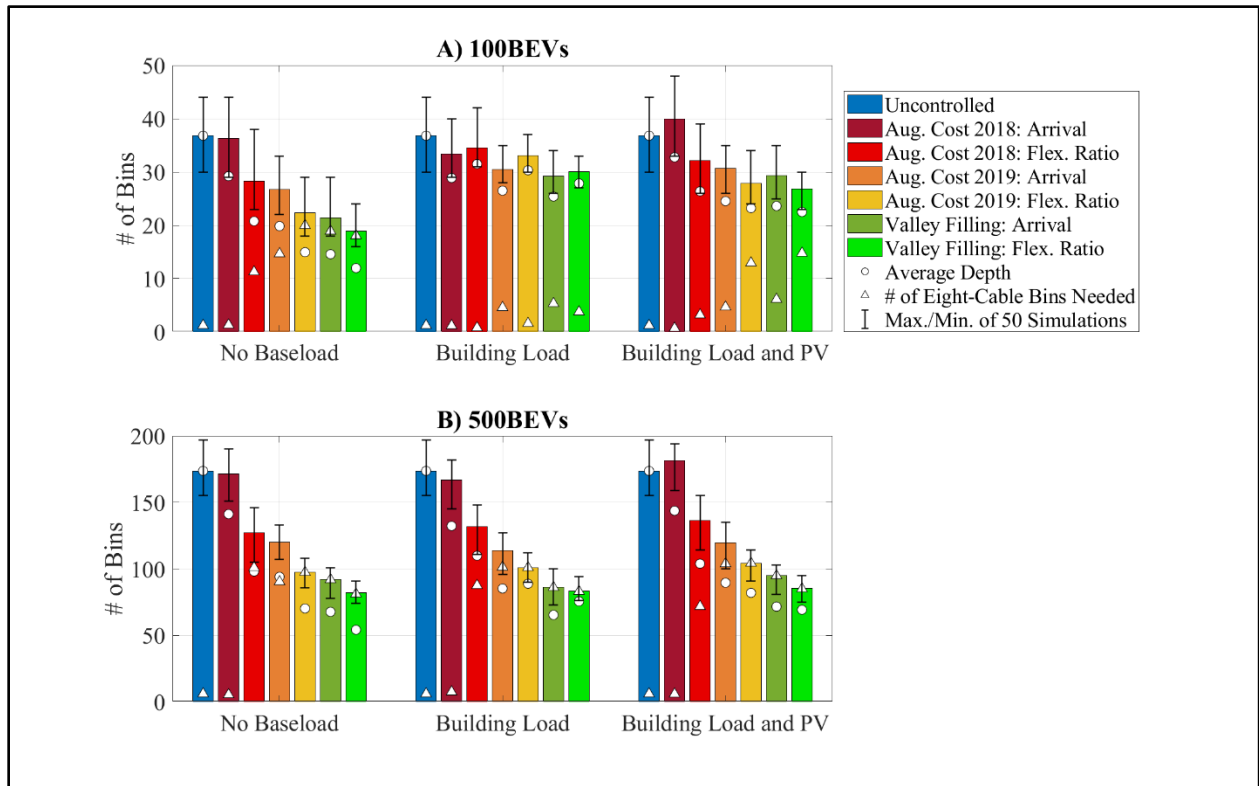 A) 100BEVs
50
40
30
20
10
0
# of Bins
No Baseload
Building Load
Building Load and PV
Uncontrolled
Aug. Cost 2018: Arrival
Aug. Cost 2018: Flex. Ratio
Aug. Cost 2019: Arrival
Aug. Cost 2019: Flex. Ratio
Valley Filling: Arrival
Valley Filling: Flex. Ratio
Average Depth
# of Eight-Cable Bins Needed
Max./Min. of 50 Simulations
B) 500BEVs
200
150
100
50
0
# of Bins
No Baseload
Building Load
Building Load and PV